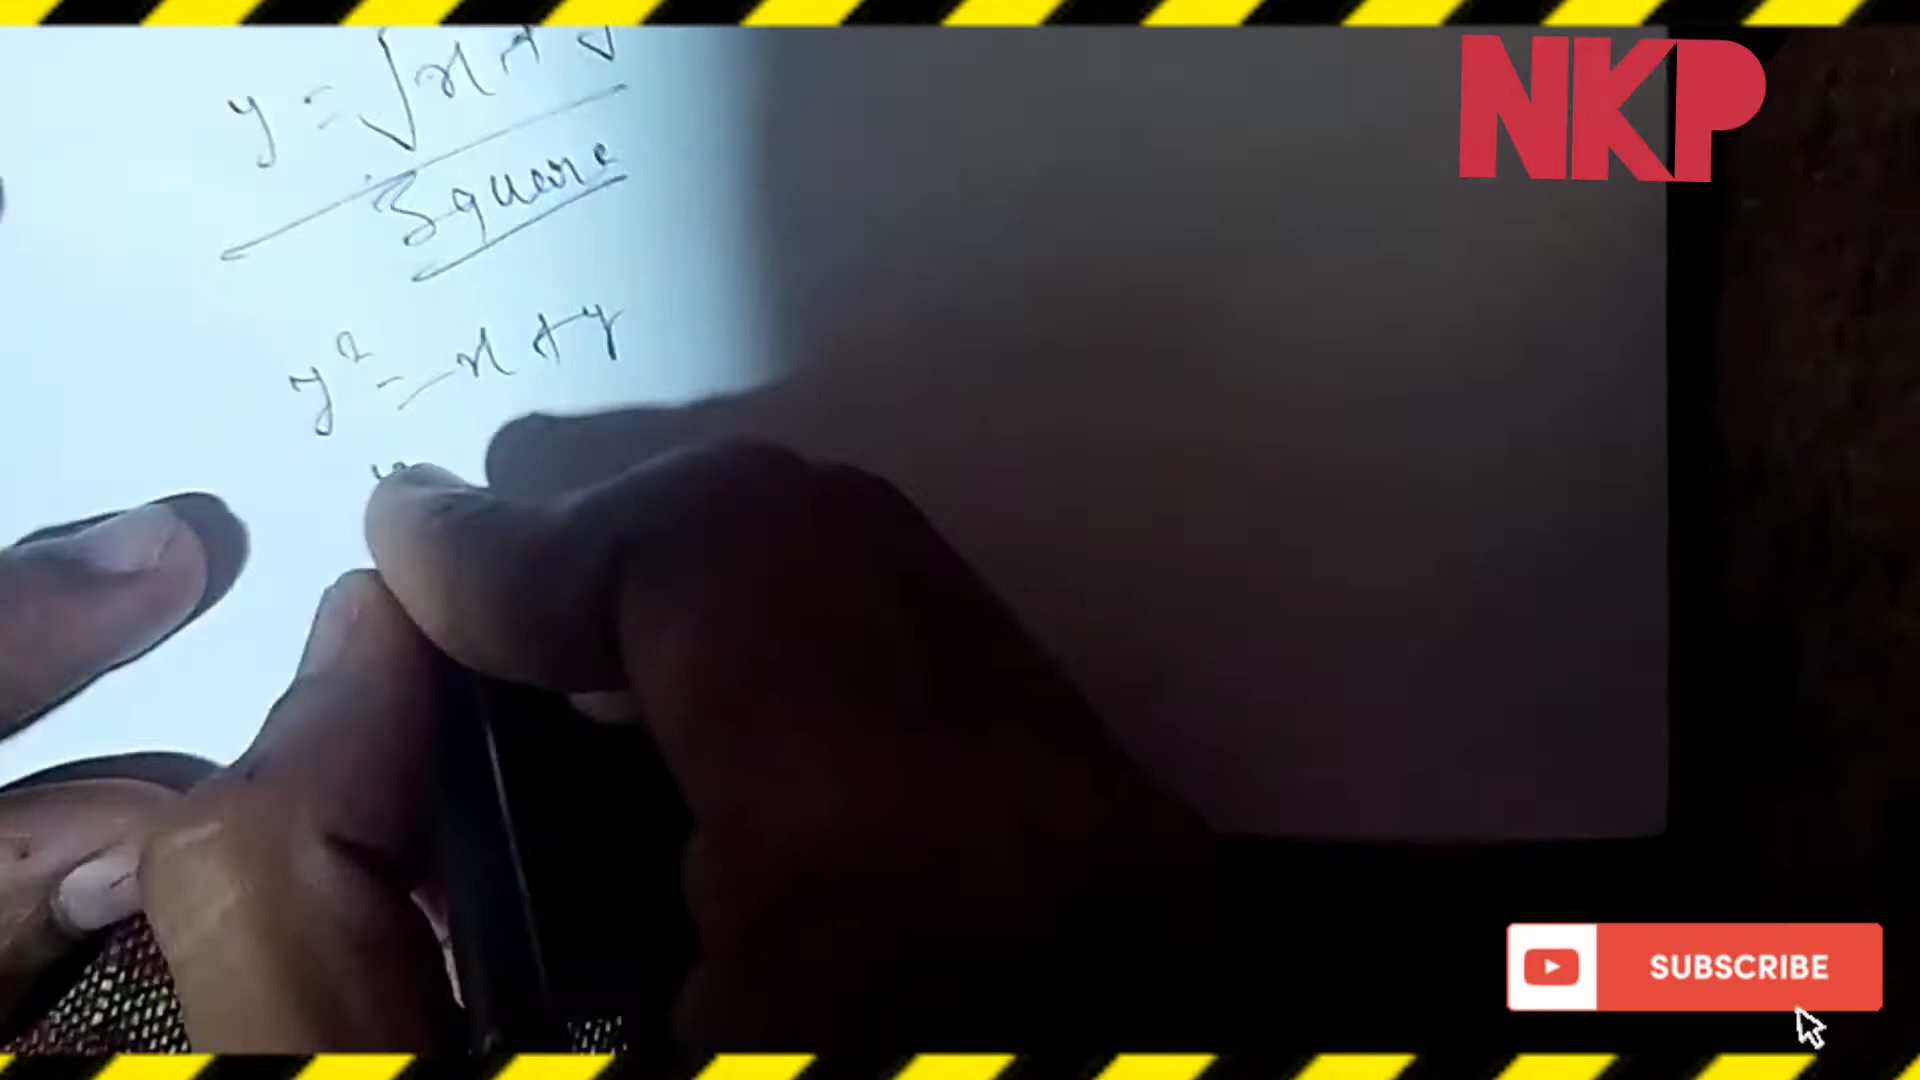 NKP
y = √x + √
Square
y² = x + y
SUBSCRIBE